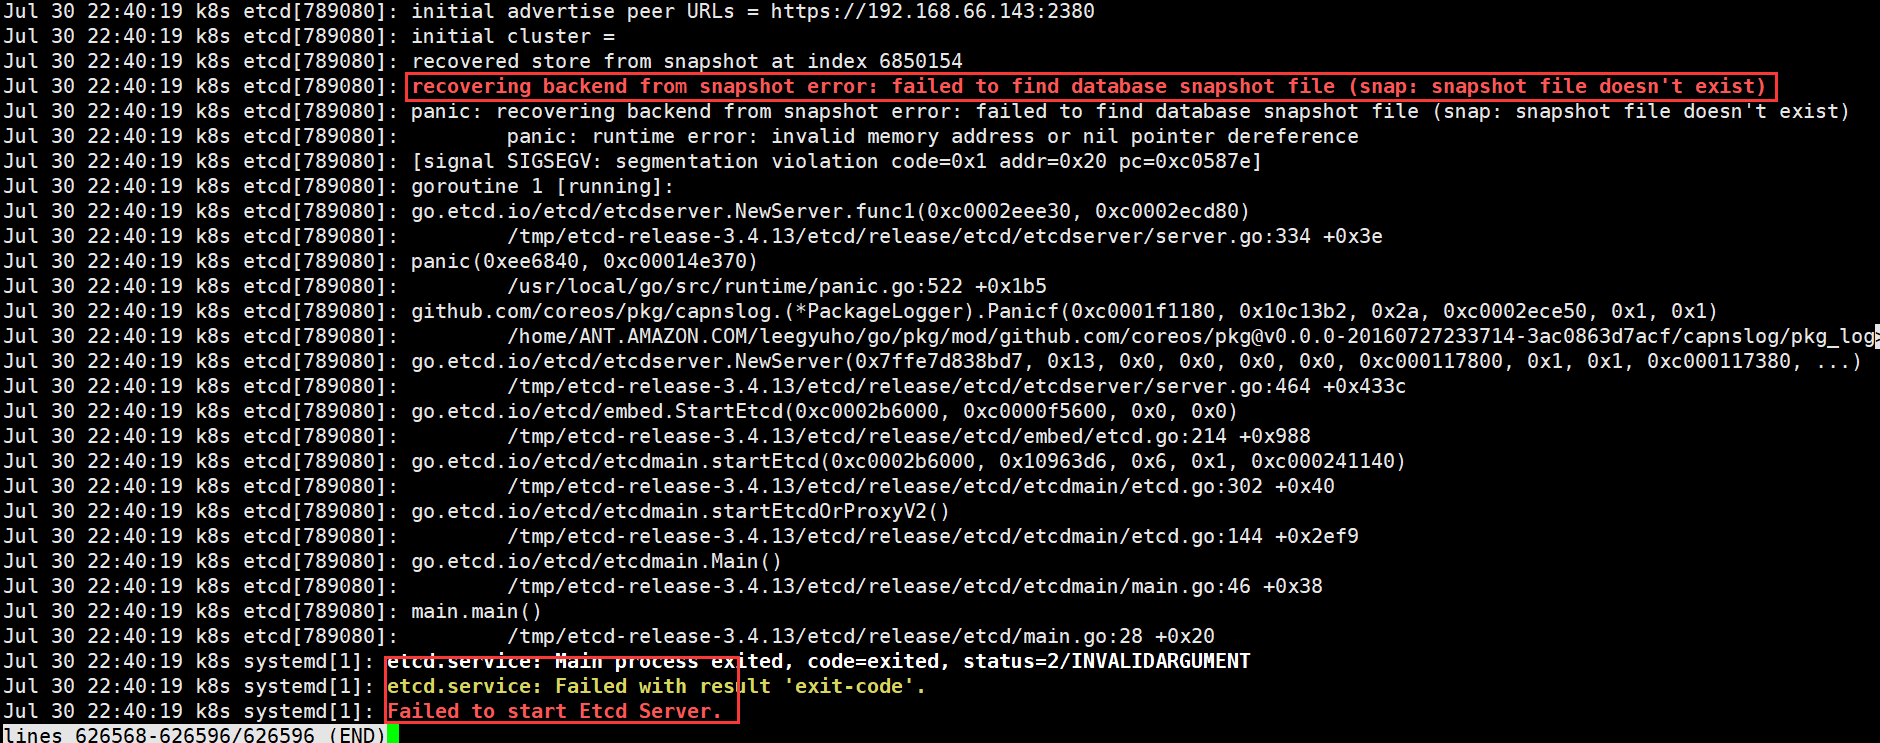 Jul 30 22:40:19 k8s etcd[789080]: initial advertise peer URLs = https://192.168.66.143:2380
Jul 30 22:40:19 k8s etcd[789080]: initial cluster =
Jul 30 22:40:19 k8s etcd[789080]: recovered store from snapshot at index 6850154
Jul 30 22:40:19 k8s etcd[789080]: recovering backend from snapshot error: failed to find database snapshot file (snap: snapshot file doesn't exist)
Jul 30 22:40:19 k8s etcd[789080]: panic: recovering backend from snapshot error: failed to find database snapshot file (snap: snapshot file doesn't exist)
Jul 30 22:40:19 k8s etcd[789080]:         panic: runtime error: invalid memory address or nil pointer dereference
Jul 30 22:40:19 k8s etcd[789080]: [signal SIGSEGV: segmentation violation code=0x1 addr=0x20 pc=0xc0587e]
Jul 30 22:40:19 k8s etcd[789080]: goroutine 1 [running]:
Jul 30 22:40:19 k8s etcd[789080]: go.etcd.io/etcd/etcdserver.NewServer.func1(0xc0002eee30, 0xc0002ecd80)
Jul 30 22:40:19 k8s etcd[789080]:         /tmp/etcd-release-3.4.13/etcd/release/etcd/etcdserver/server.go:334 +0x3e
Jul 30 22:40:19 k8s etcd[789080]: panic(0xee6840, 0xc00014e370)
Jul 30 22:40:19 k8s etcd[789080]:         /usr/local/go/src/runtime/panic.go:522 +0x1b5
Jul 30 22:40:19 k8s etcd[789080]: github.com/coreos/pkg/capnslog.(*PackageLogger).Panicf(0xc0001f1180, 0x10c13b2, 0x2a, 0xc0002ece50, 0x1, 0x1)
Jul 30 22:40:19 k8s etcd[789080]:         /home/ANT.AMAZON.COM/leegyuho/go/pkg/mod/github.com/coreos/pkg@v0.0.0-20160727233714-3ac0863d7acf/capnslog/pkg_log>
Jul 30 22:40:19 k8s etcd[789080]: go.etcd.io/etcd/etcdserver.NewServer(0x7ffe7d838bd7, 0x13, 0x0, 0x0, 0x0, 0x0, 0xc000117800, 0x1, 0x1, 0xc000117380, ...)
Jul 30 22:40:19 k8s etcd[789080]:         /tmp/etcd-release-3.4.13/etcd/release/etcd/etcdserver/server.go:464 +0x433c
Jul 30 22:40:19 k8s etcd[789080]: go.etcd.io/etcd/embed.StartEtcd(0xc0002b6000, 0xc0000f5600, 0x0, 0x0)
Jul 30 22:40:19 k8s etcd[789080]:         /tmp/etcd-release-3.4.13/etcd/release/etcd/embed/etcd.go:214 +0x988
Jul 30 22:40:19 k8s etcd[789080]: go.etcd.io/etcd/etcdmain.startEtcd(0xc0002b6000, 0x10963d6, 0x6, 0x1, 0xc000241140)
Jul 30 22:40:19 k8s etcd[789080]:         /tmp/etcd-release-3.4.13/etcd/release/etcd/etcdmain/etcd.go:302 +0x40
Jul 30 22:40:19 k8s etcd[789080]: go.etcd.io/etcd/etcdmain.startEtcdOrProxyV2()
Jul 30 22:40:19 k8s etcd[789080]:         /tmp/etcd-release-3.4.13/etcd/release/etcd/etcdmain/etcd.go:144 +0x2ef9
Jul 30 22:40:19 k8s etcd[789080]: go.etcd.io/etcd/etcdmain.Main()
Jul 30 22:40:19 k8s etcd[789080]:         /tmp/etcd-release-3.4.13/etcd/release/etcd/etcdmain/main.go:46 +0x38
Jul 30 22:40:19 k8s etcd[789080]: main.main()
Jul 30 22:40:19 k8s etcd[789080]:         /tmp/etcd-release-3.4.13/etcd/release/etcd/main.go:28 +0x20
Jul 30 22:40:19 k8s systemd[1]: etcd.service: Main process exited, code=exited, status=2/INVALIDARGUMENT
Jul 30 22:40:19 k8s systemd[1]: etcd.service: Failed with result 'exit-code'.
Jul 30 22:40:19 k8s systemd[1]: Failed to start Etcd Server.
lines 626568-626596/626596 (END)